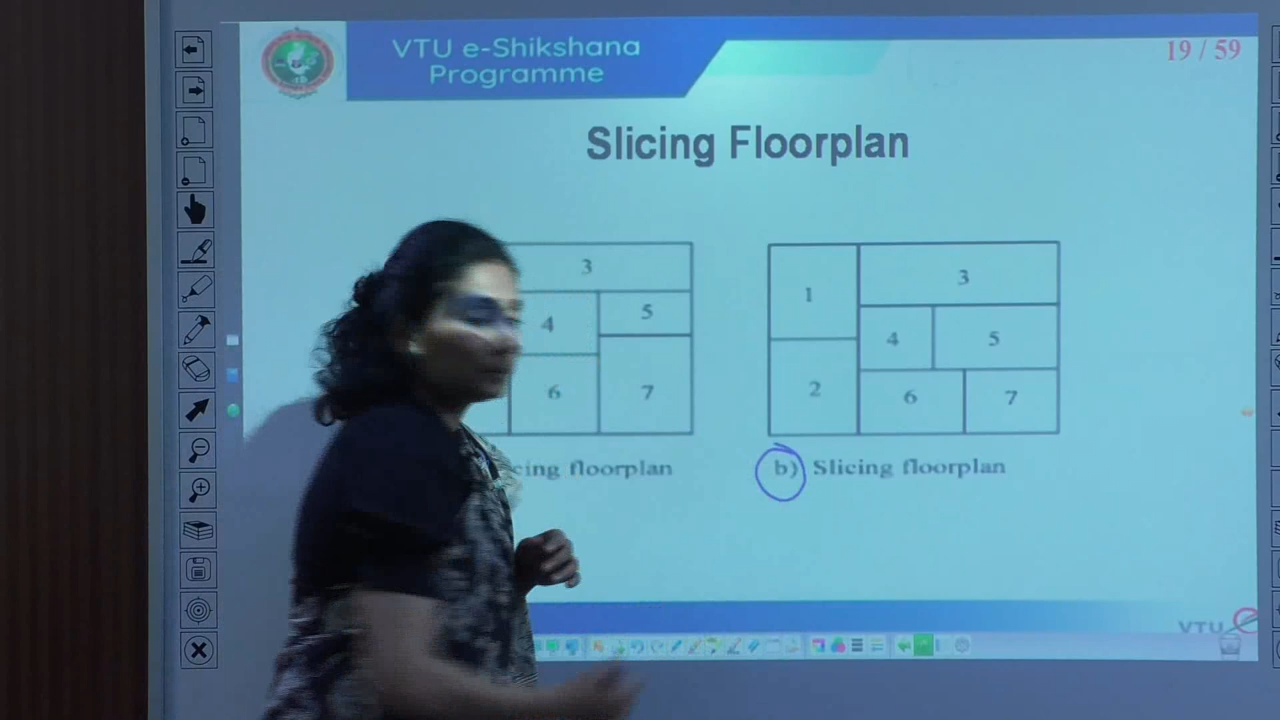 VTU e-Shikshana
Programme
19 / 59
Slicing Floorplan
3
4
5
6
7
1
3
2
4
5
6
7
floorplan
b) Slicing floorplan
VTU